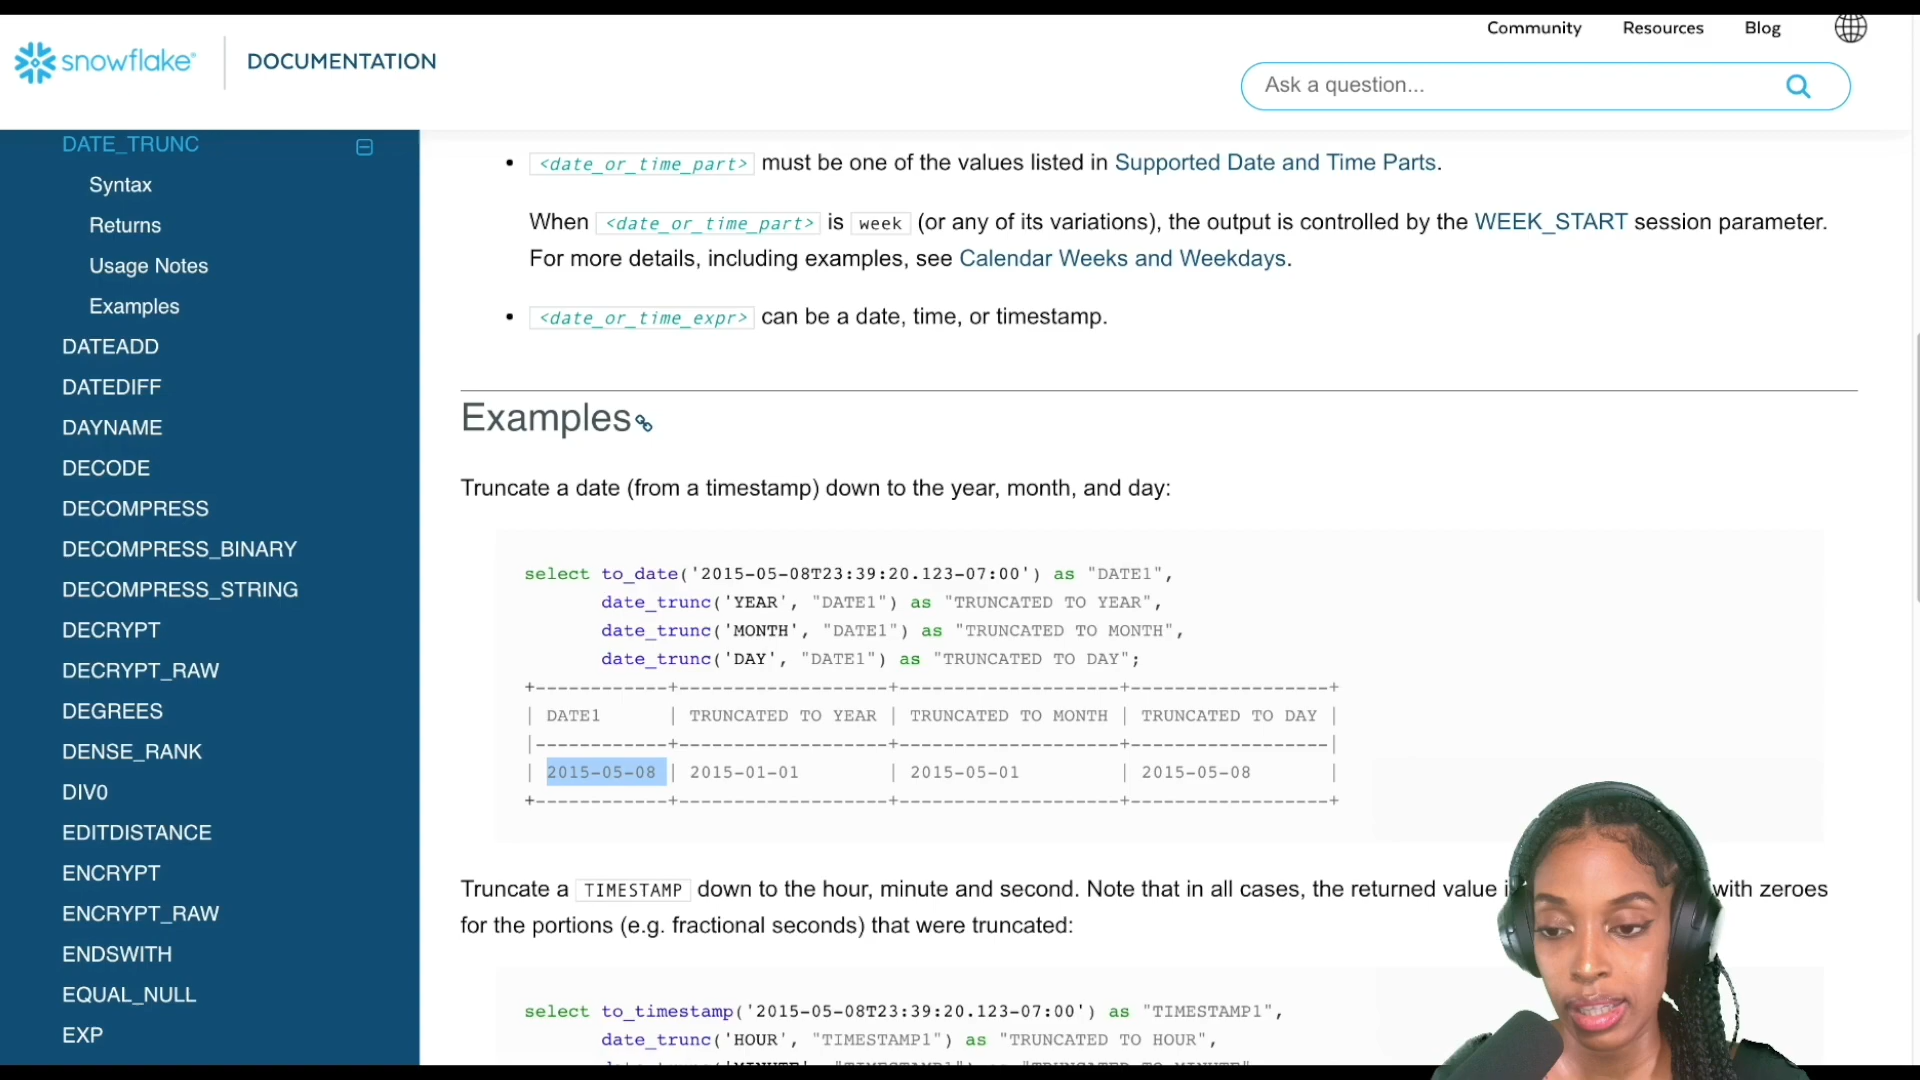 Community
Resources
Blog
snowflake®
DOCUMENTATION
Ask a question...
DATE_TRUNC
Syntax
Returns
Usage Notes
Examples
DATEADD
DATEDIFF
DAYNAME
DECODE
DECOMPRESS
DECOMPRESS_BINARY
DECOMPRESS_STRING
DECRYPT
DECRYPT_RAW
DEGREES
DENSE_RANK
DIV0
EDITDISTANCE
ENCRYPT
ENCRYPT_RAW
ENDSWITH
EQUAL_NULL
EXP
• <date_or_time_part> must be one of the values listed in Supported Date and Time Parts.
When <date_or_time_part> is week (or any of its variations), the output is controlled by the WEEK_START session parameter.
For more details, including examples, see Calendar Weeks and Weekdays.
• <date_or_time_expr> can be a date, time, or timestamp.
Examples
Truncate a date (from a timestamp) down to the year, month, and day:
select to_date('2015-05-08T23:39:20.123-07:00') as "DATE1",
date_trunc('YEAR', "DATE1") as "TRUNCATED TO YEAR",
date_trunc('MONTH', "DATE1") as "TRUNCATED TO MONTH",
date_trunc('DAY', "DATE1") as "TRUNCATED TO DAY";
+------------+-------------------+--------------------+------------------+
| DATE1 | TRUNCATED TO YEAR | TRUNCATED TO MONTH | TRUNCATED TO DAY |
|------------+-------------------+--------------------+------------------|
| 2015-05-08 | 2015-01-01 | 2015-05-01 | 2015-05-08 |
+------------+-------------------+--------------------+------------------+
Truncate a TIMESTAMP down to the hour, minute and second. Note that in all cases, the returned value with zeroes
for the portions (e.g. fractional seconds) that were truncated:
select to_timestamp('2015-05-08T23:39:20.123-07:00') as "TIMESTAMP1",
date_trunc('HOUR', "TIMESTAMP1") as "TRUNCATED TO HOUR",
date_trunc('MINUTE', "TIMESTAMP1") as "TRUNCATED TO MINUTE"